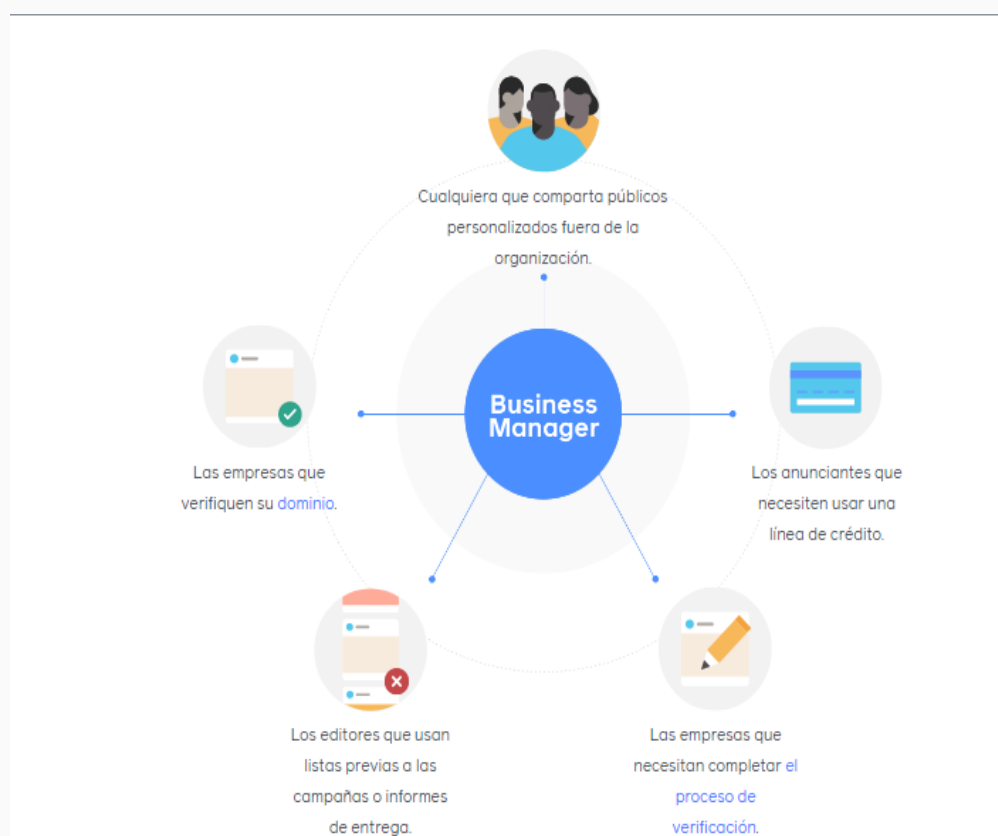 Cualquiera que comparta públicos
personalizados fuera de la
organización.
Business
Manager
Las empresas que
verifiquen su dominio.
Los anunciantes que
necesiten usar una
línea de crédito.
Los editores que usan
listas previas a las
campañas o informes
de entrega.
Las empresas que
necesitan completar el
proceso de
verificación.